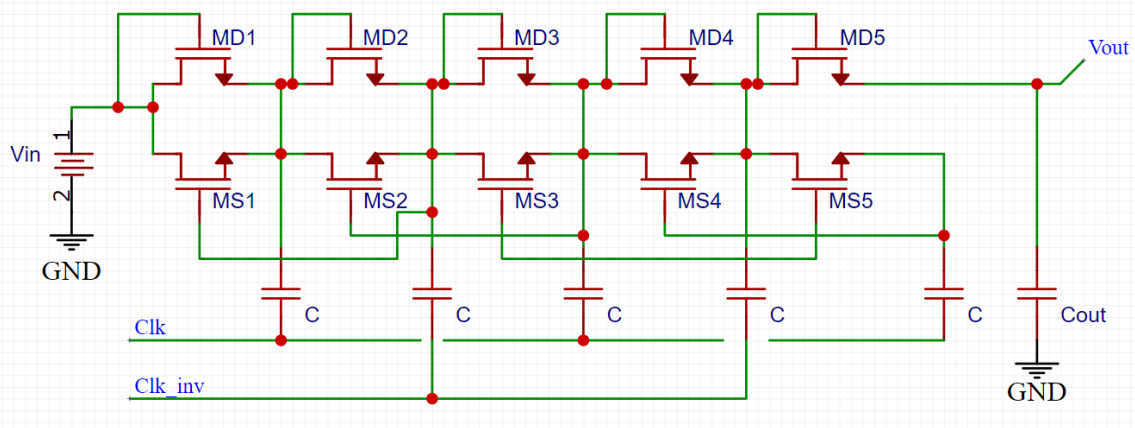 MD1
MD2
MD3
MD4
MD5
Vout
1
Vin
2
MS1
MS2
MS3
MS4
MS5
GND
C
C
C
C
C
Cout
Clk
Clk_inv
GND